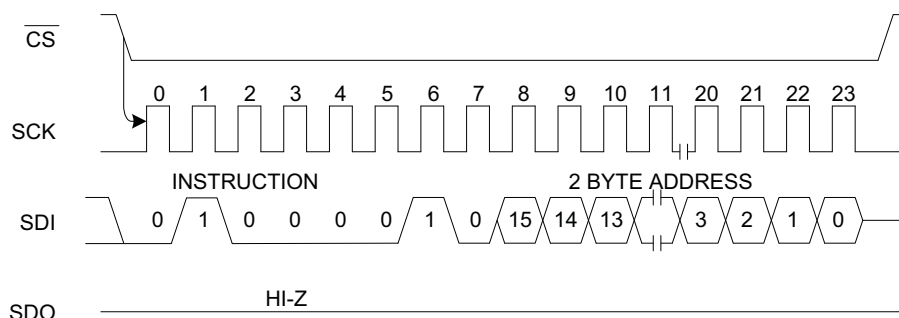 CS
0 1 2 3 4 5 6 7 8 9 10 11 20 21 22 23
SCK
INSTRUCTION 2 BYTE ADDRESS
SDI 0 1 0 0 0 0 1 0 15 14 13 3 2 1 0
HI-Z
SDO